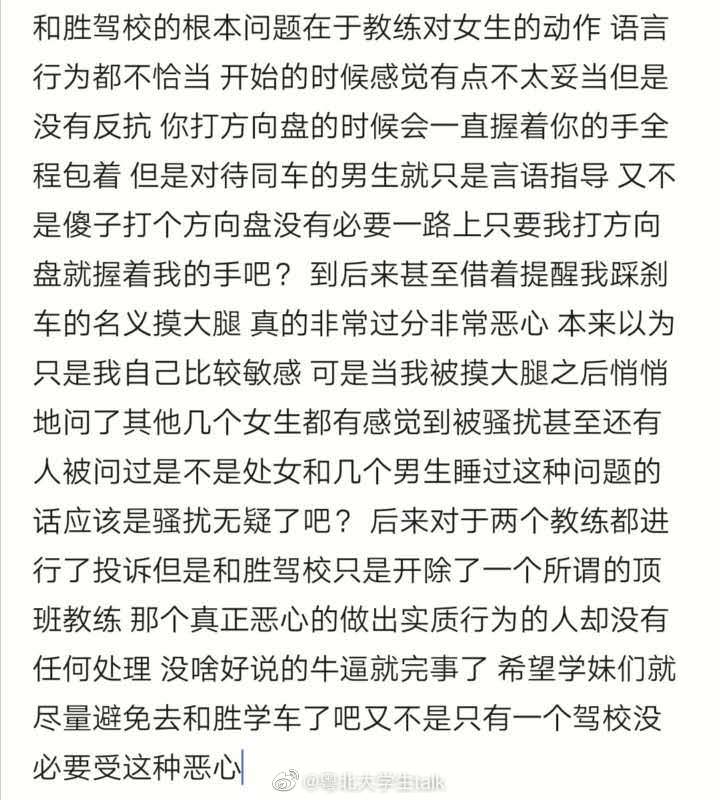 和胜驾校的根本问题在于教练对女生的动作 语言
行为都不恰当 开始的时候感觉有点不太妥当但是
没有反抗 你打方向盘的时候会一直握着你的手全
程包着 但是对待同车的男生就只是言语指导 又不
是傻子打个方向盘没有必要一路上只要我打方向
盘就握着我的手吧？ 到后来甚至借着提醒我踩刹
车的名义摸大腿 真的非常过分非常恶心 本来以为
只是我自己比较敏感 可是当我被摸大腿之后悄悄
地问了其他几个女生都有感觉到被骚扰甚至还有
人被问过是不是处女和几个男生睡过这种问题的
话应该是骚扰无疑了吧？ 后来对于两个教练都进
行了投诉但是和胜驾校只是开除了一个所谓的顶
班教练 那个真正恶心的做出实质行为的人却没有
任何处理 没啥好说的牛逼就完事了 希望学妹们就
尽量避免去和胜学车了吧又不是只有一个驾校没
必要受这种恶心
@粤北大学生talk